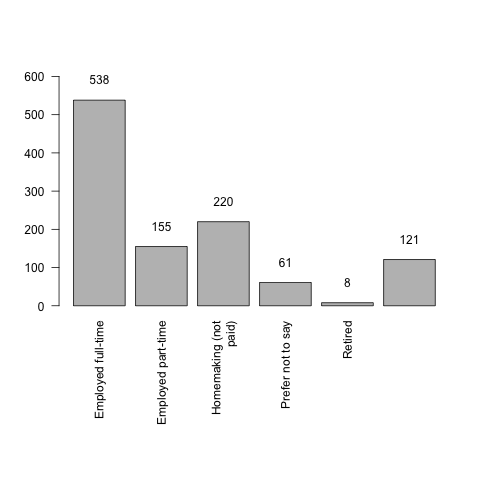 600
500
400
300
200
100
0
538
155
220
61
8
121
Employed full-time
Employed part-time
Homemaking (not
paid)
Prefer not to say
Retired